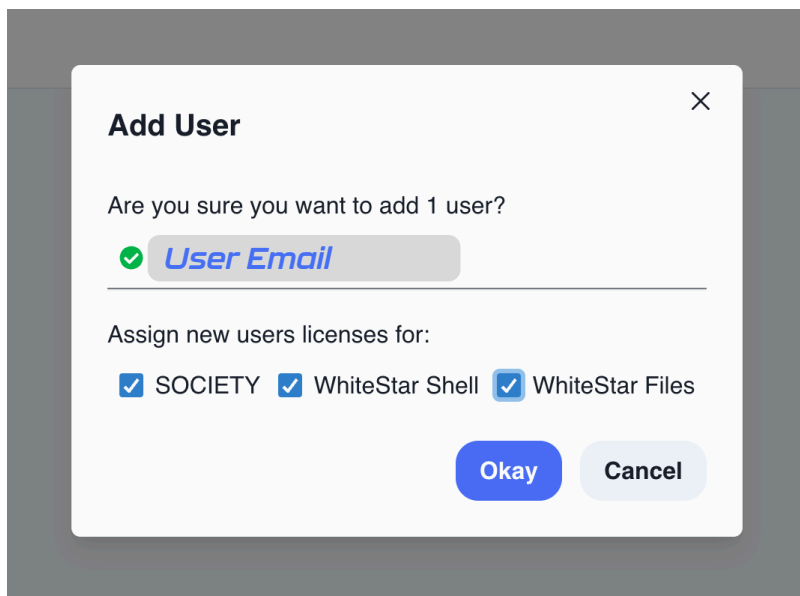 Add User
Are you sure you want to add 1 user?
User Email
Assign new users licenses for:
SOCIETY WhiteStar Shell WhiteStar Files
Okay Cancel